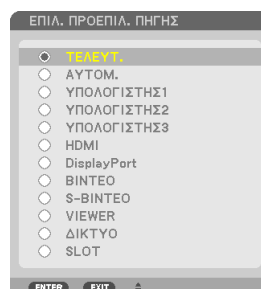 ΕΠΙΛ. ΠΡΟΕΠΙΛ. ΠΗΓΗΣ
ΤΕΛΕΥΤ.
ΑΥΤΟΜ.
ΥΠΟΛΟΓΙΣΤΗΣ1
ΥΠΟΛΟΓΙΣΤΗΣ2
ΥΠΟΛΟΓΙΣΤΗΣ3
HDMI
DisplayPort
ΒΙΝΤΕΟ
S-ΒΙΝΤΕΟ
VIEWER
ΔΙΚΤΥΟ
SLOT
ENTER EXIT